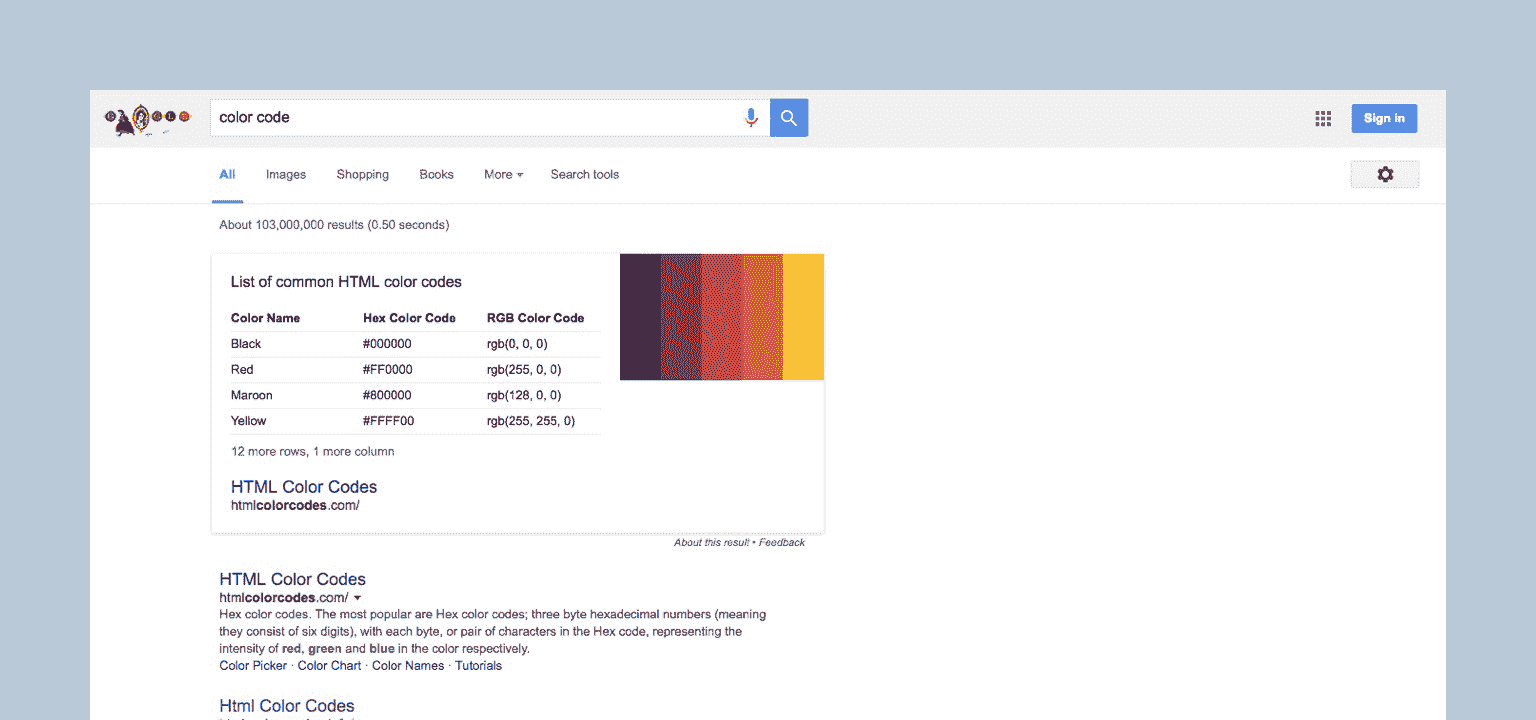 color code
Sign in
All Images Shopping Books More Search tools
About 103,000,000 results (0.50 seconds)
List of common HTML color codes
Color Name Hex Color Code RGB Color Code
Black #000000 rgb(0, 0, 0)
Red #FF0000 rgb(255, 0, 0)
Maroon #800000 rgb(128, 0, 0)
Yellow #FFFF00 rgb(255, 255, 0)
12 more rows, 1 more column
HTML Color Codes
htmlcolorcodes.com/
About this result • Feedback
HTML Color Codes
htmlcolorcodes.com/
Hex color codes. The most popular are Hex color codes; three byte hexadecimal numbers (meaning
they consist of six digits), with each byte, or pair of characters in the Hex code, representing the
intensity of red, green and blue in the color respectively.
Color Picker · Color Chart · Color Names · Tutorials
Html Color Codes